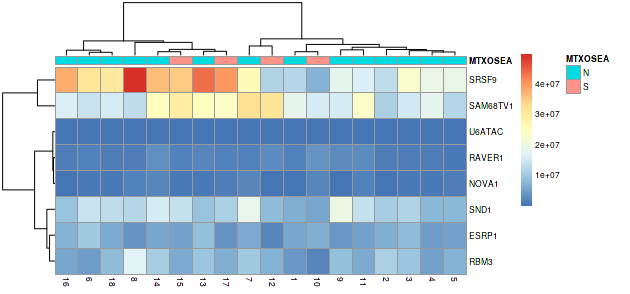 MTXOSEA
MTXOSEA
N
S
SRSF9
SAM68TV1
U6ATAC
RAVER1
NOVA1
SND1
ESRP1
RBM3
4e+07
3e+07
2e+07
1e+07
16 6 18 8 14 15 13 17 7 12 1 10 9 11 2 3 4 5